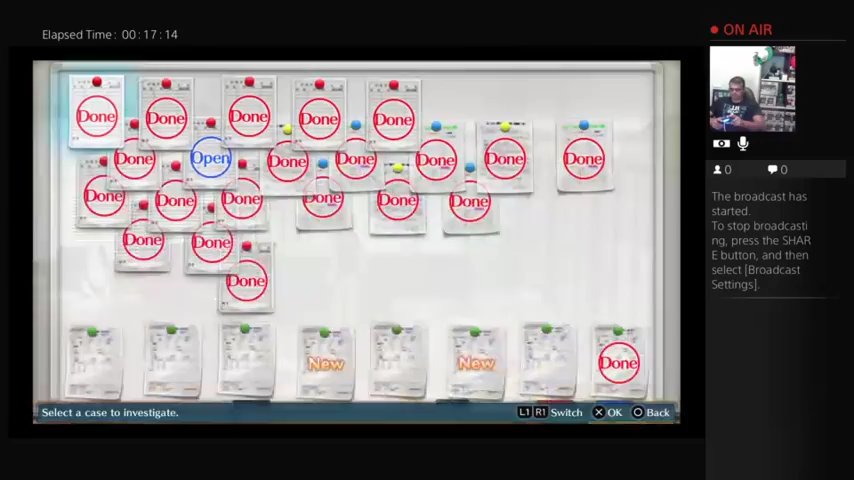 Elapsed Time: 00:17:14
ON AIR
Done
Done
Done
Done
Done
Done
Open
Done
Done
Done
Done
Done
Done
Done
Done
Done
Done
Done
Done
Done
Done
New
New
Done
0
0
The broadcast has
started.
To stop broadcasti
ng, press the SHAR
E button, and then
select [Broadcast
Settings].
Select a case to investigate.
L1 R1 Switch
OK
Back